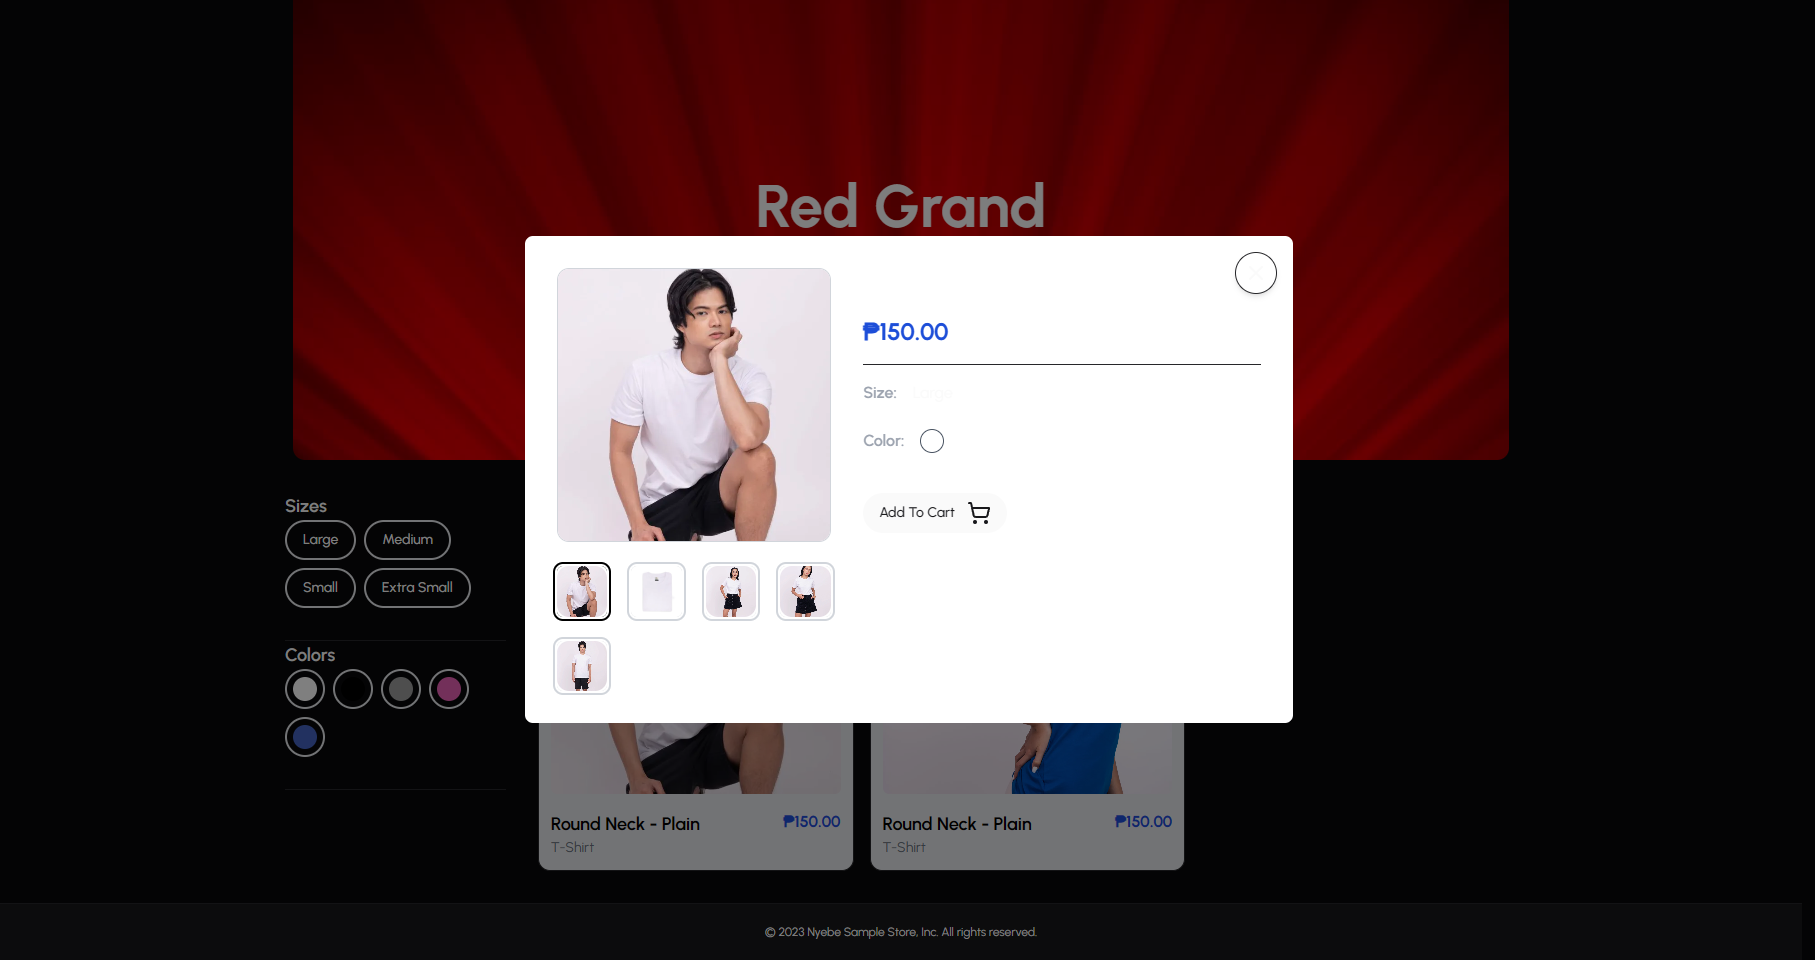 Red Grand
₱150.00
Size: Large
Color:
Add To Cart
Sizes
Large
Medium
Small
Extra Small
Colors
Round Neck - Plain
₱150.00
T-Shirt
Round Neck - Plain
₱150.00
T-Shirt
© 2023 Nyebe Sample Store, Inc. All rights reserved.